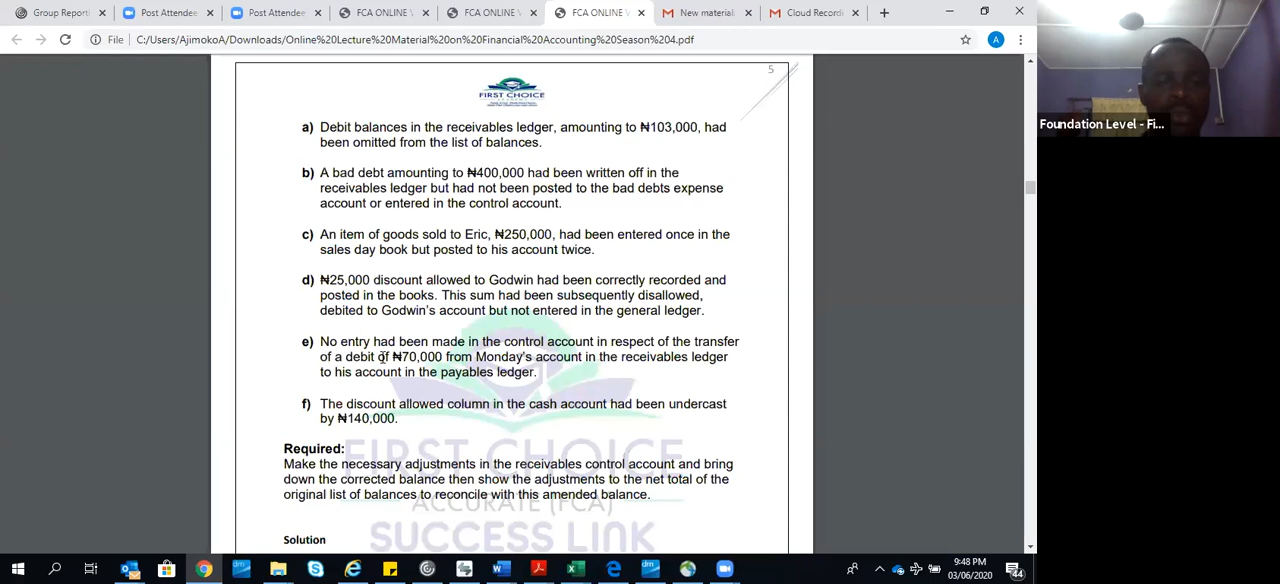 Group Reporti
Post Attendee
Post Attendee
FCA ONLINE V
FCA ONLINE V
FCA ONLINE V
New material
Cloud Recordi
File C:/Users/AjimokoA/Downloads/Online%20Lecture%20Material%20on%20Financial%20Accounting%20Season%204.pdf
A
5
FIRST CHOICE
a) Debit balances in the receivables ledger, amounting to ₦103,000, had
been omitted from the list of balances.
b) A bad debt amounting to ₦400,000 had been written off in the
receivables ledger but had not been posted to the bad debts expense
account or entered in the control account.
c) An item of goods sold to Eric, ₦250,000, had been entered once in the
sales day book but posted to his account twice.
d) ₦25,000 discount allowed to Godwin had been correctly recorded and
posted in the books. This sum had been subsequently disallowed,
debited to Godwin's account but not entered in the general ledger.
e) No entry had been made in the control account in respect of the transfer
of a debit of ₦70,000 from Monday's account in the receivables ledger
to his account in the payables ledger.
f) The discount allowed column in the cash account had been undercast
by ₦140,000.
FIRST CHOICE
Required:
Make the necessary adjustments in the receivables control account and bring
down the corrected balance then show the adjustments to the net total of the
original list of balances to reconcile with this amended balance.
ACCURATE (FCA)
SUCCESS LINK
Solution
Foundation Level - Fi...
9:48 PM
03/06/2020
44